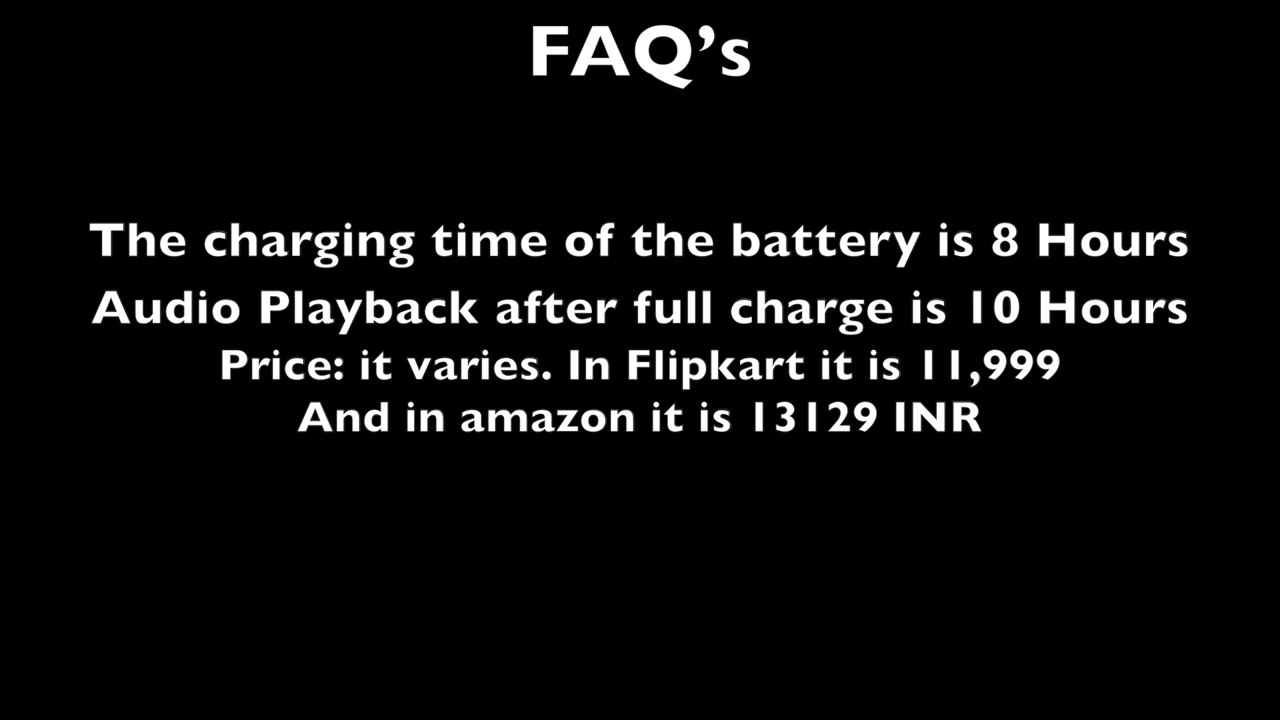 FAQ’s
The charging time of the battery is 8 Hours
Audio Playback after full charge is 10 Hours
Price: it varies. In Flipkart it is 11,999
And in amazon it is 13129 INR